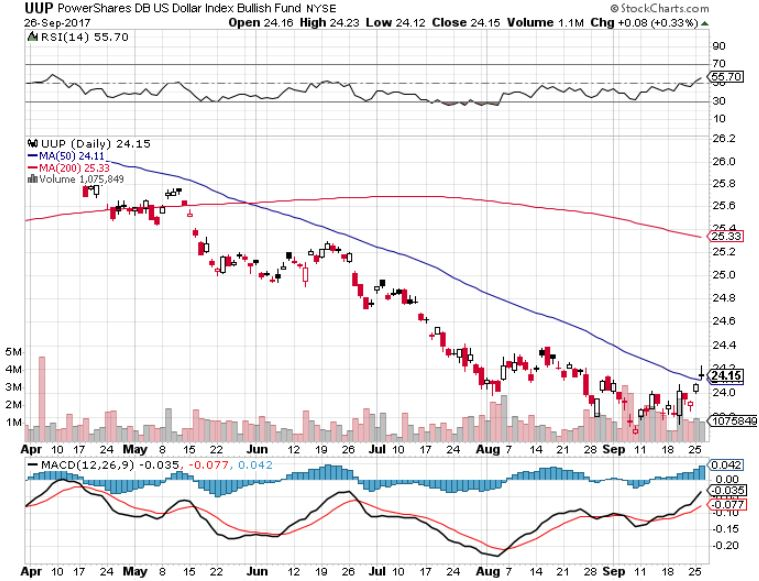 UUP PowerShares DB US Dollar Index Bullish Fund NYSE © StockCharts.com
26-Sep-2017 Open 24.16 High 24.23 Low 24.12 Close 24.15 Volume 1.1M Chg +0.08 (+0.33%)
RSI(14) 55.70
90
70
55.70
50
30
10
UUP (Daily) 24.15
MA(50) 24.11
MA(200) 25.33
Volume 1,075,849
26.2
26.0
25.8
25.6
25.4
25.33
25.2
25.0
24.8
24.6
24.4
24.2
24.15
24.0
5M
4M
3M
2M
1M
1075849
Apr 10 17 24 May 8 15 22 Jun 12 19 26 Jul 10 17 24 Aug 7 14 21 28 Sep 11 18 25
MACD(12,26,9) -0.035, -0.077, 0.042
0.042
0.00
-0.035
-0.077
-0.10
-0.15
-0.20
Apr 10 17 24 May 8 15 22 Jun 12 19 26 Jul 10 17 24 Aug 7 14 21 28 Sep 11 18 25